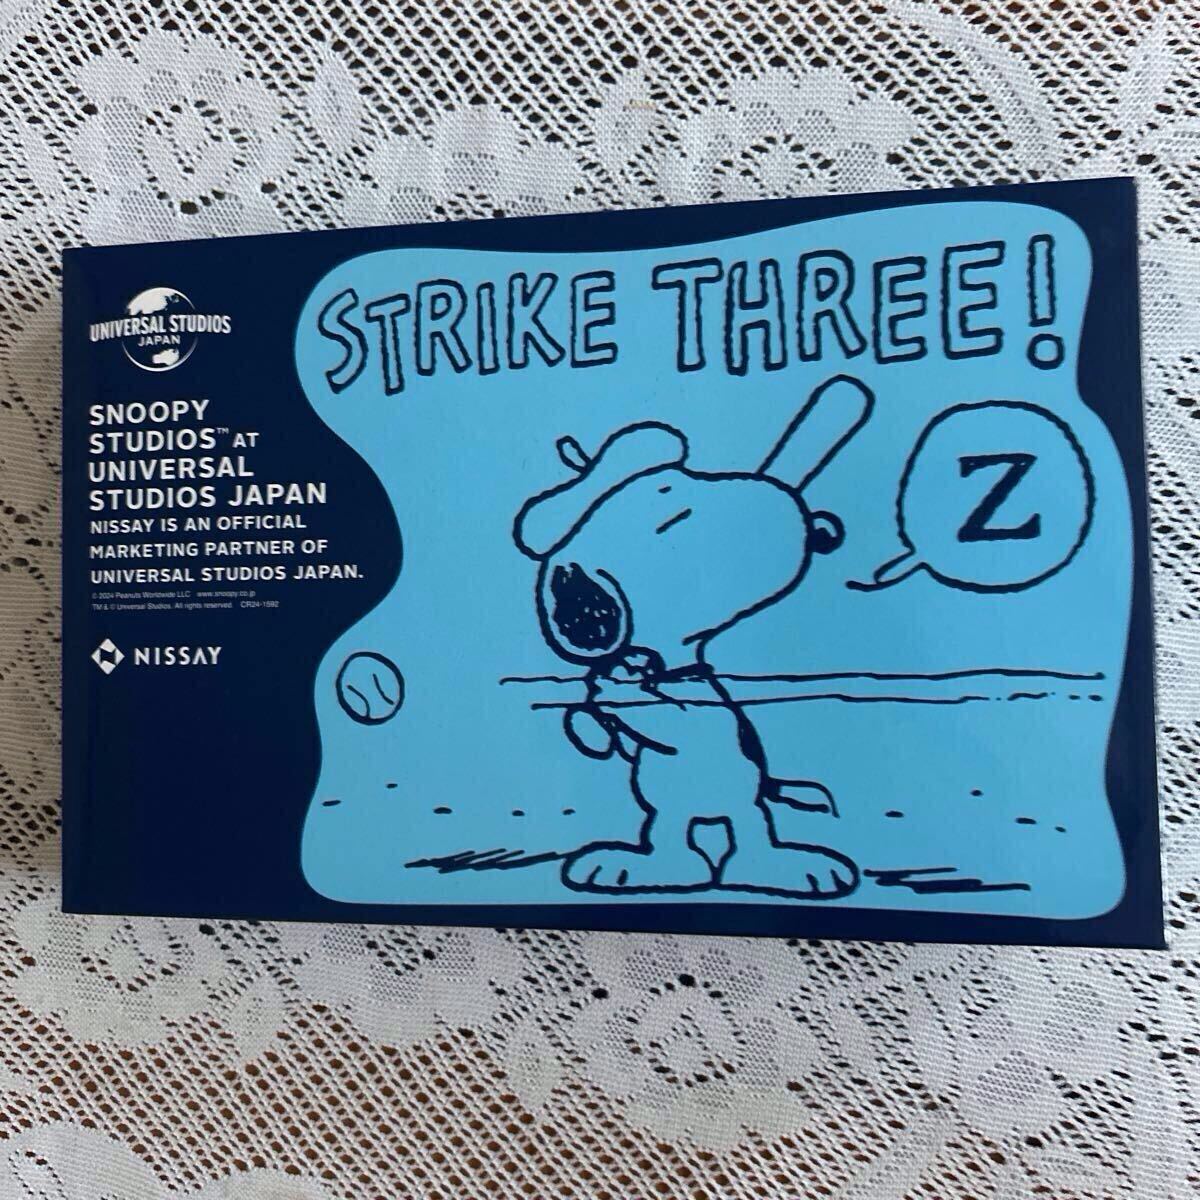 STRIKE THREE!
Z
UNIVERSAL STUDIOS
JAPAN
SNOOPY
STUDIOS™ AT
UNIVERSAL
STUDIOS JAPAN
NISSAY IS AN OFFICIAL
MARKETING PARTNER OF
UNIVERSAL STUDIOS JAPAN.
© 2024 Peanuts Worldwide LLC www.snoopy.co.jp
TM & © Universal Studios. All rights reserved. CR24-1592
NISSAY